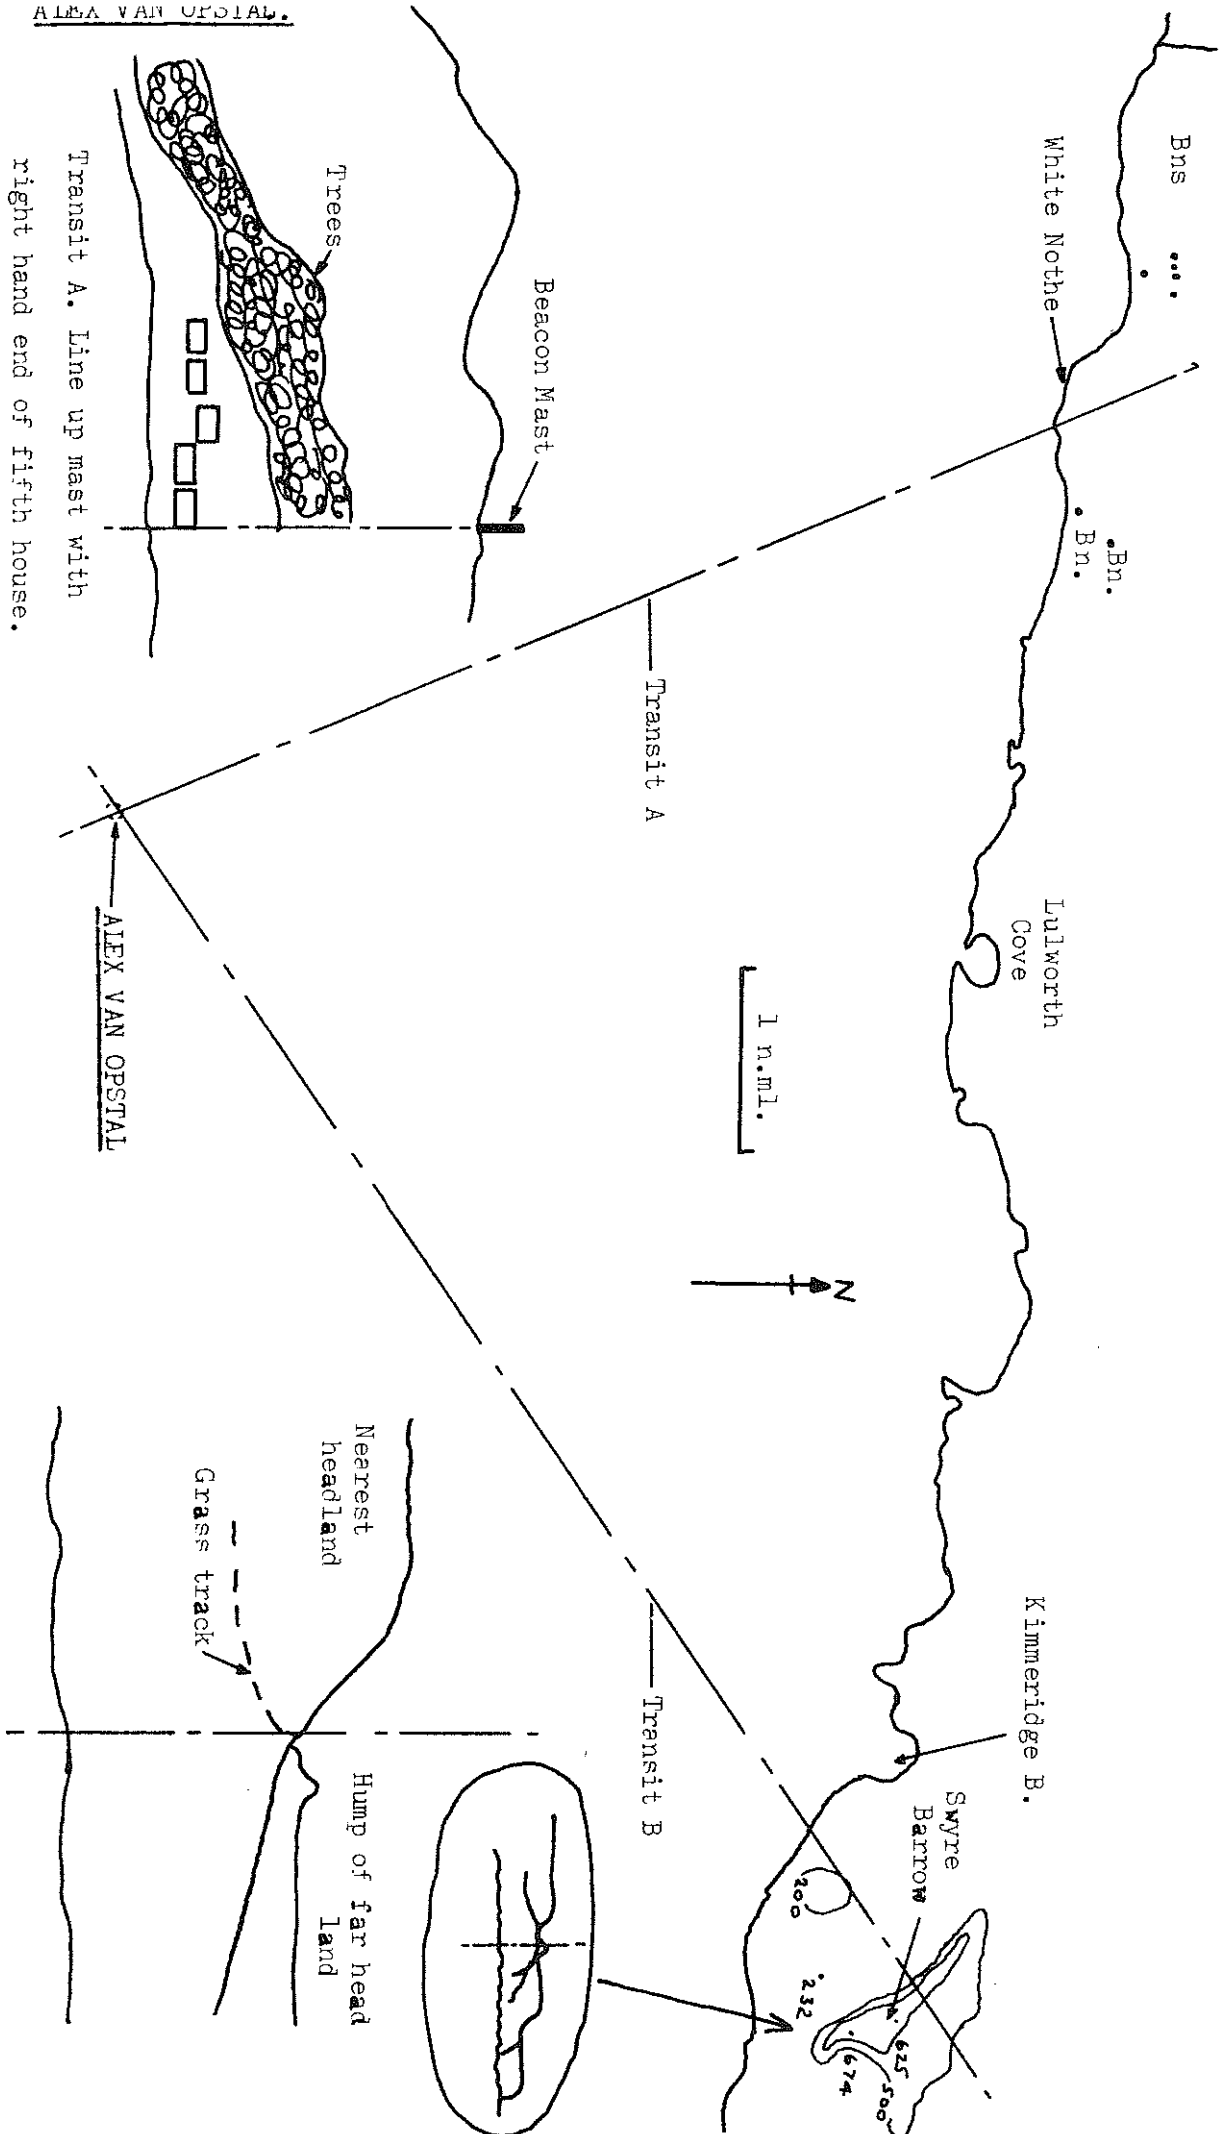 ALEX VAN OPSTAL.
Bns
White Nothe
Bn.
Bn.
Lulworth
Cove
Kimmeridge B.
Swyre
Barrow
200
232
625
674
500
N
1 n.ml.
Transit A
Transit B
ALEX VAN OPSTAL
Beacon Mast
Trees
Transit A. Line up mast with
right hand end of fifth house.
Nearest
headland
Grass track
Hump of far head
land